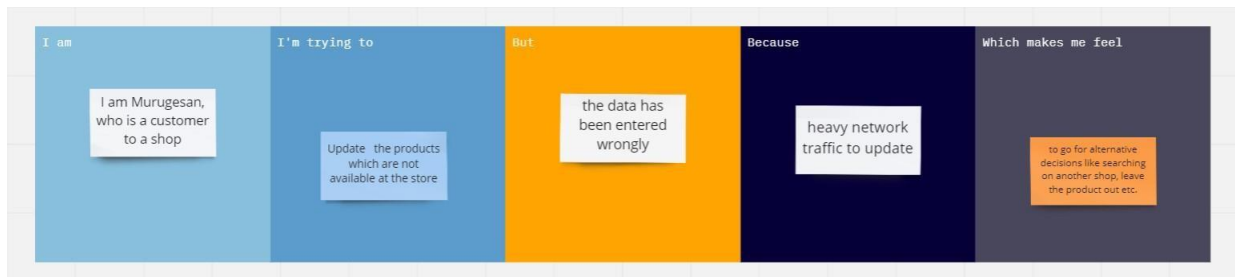 I am
I am Murugesan,
who is a customer
to a shop
I'm trying to
Update the products
which are not
available at the store
But
the data has
been entered
wrongly
Because
heavy network
traffic to update
Which makes me feel
to go for alternative
decisions like searching
on another shop, leave
the product out etc.